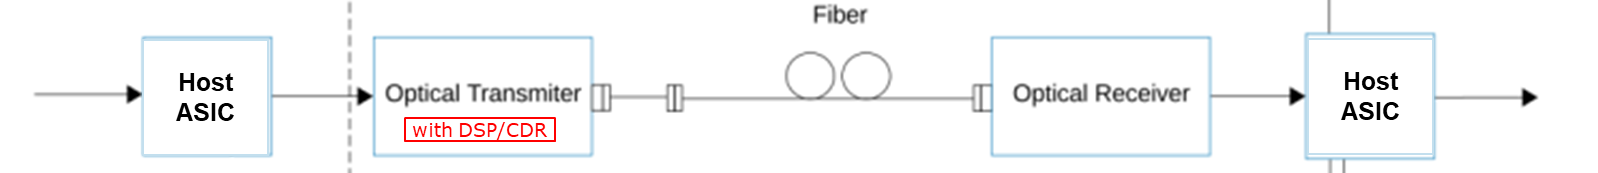 Fiber
Host
ASIC
Optical Transmiter
with DSP/CDR
Optical Receiver
Host
ASIC